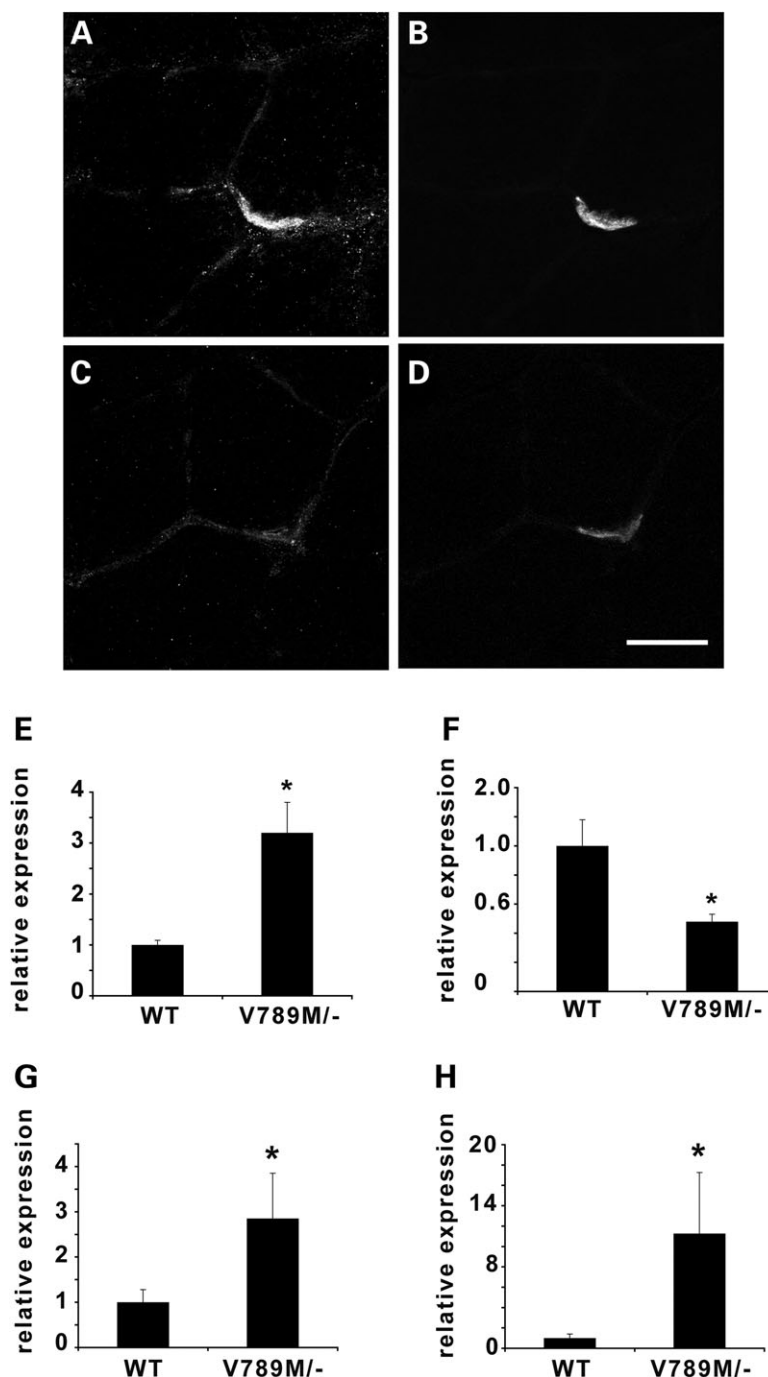 A
B
C
D
E
relative expression
4
3
2
1
0
*
WT
V789M/-
F
relative expression
2.0
1.0
0.6
0
*
WT
V789M/-
G
relative expression
4
3
2
1
0
*
WT
V789M/-
H
relative expression
20
14
8
0
*
WT
V789M/-